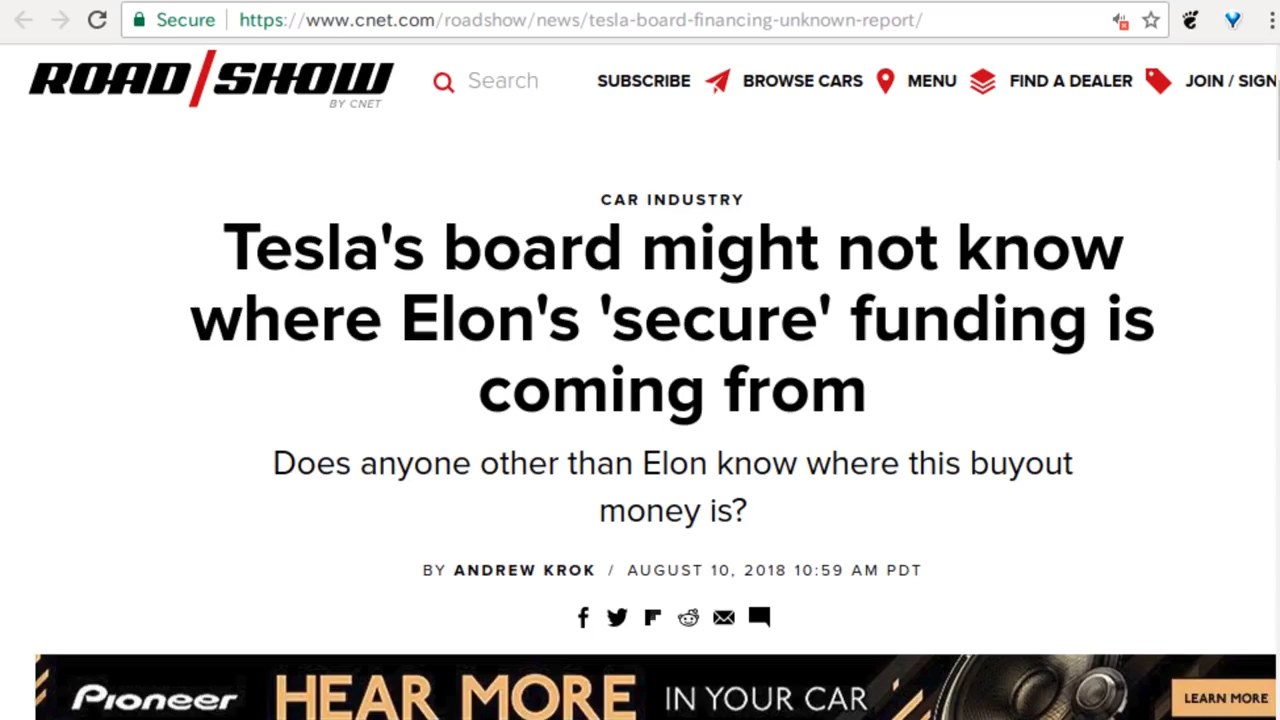 Secure https://www.cnet.com/roadshow/news/tesla-board-financing-unknown-report/
ROAD/SHOW Search SUBSCRIBE BROWSE CARS MENU FIND A DEALER JOIN / SIGN
BY CNET
CAR INDUSTRY
Tesla's board might not know
where Elon's 'secure' funding is
coming from
Does anyone other than Elon know where this buyout
money is?
BY ANDREW KROK / AUGUST 10, 2018 10:59 AM PDT
Pioneer HEAR MORE IN YOUR CAR LEARN MORE